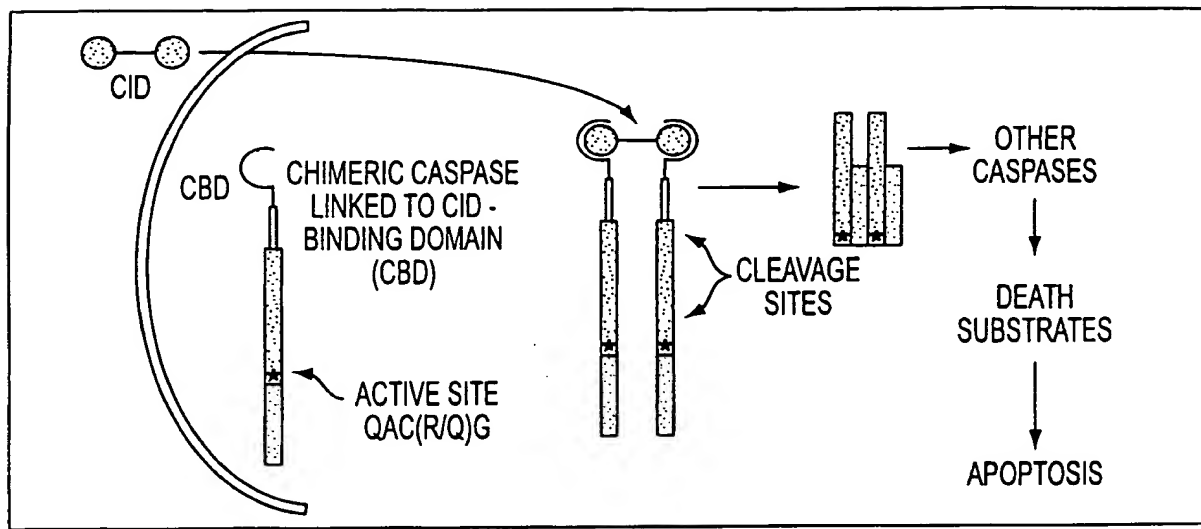 CID
CBD
CHIMERIC CASPASE
LINKED TO CID -
BINDING DOMAIN
(CBD)
ACTIVE SITE
QAC(R/Q)G
CLEAVAGE
SITES
OTHER
CASPASES
DEATH
SUBSTRATES
APOPTOSIS